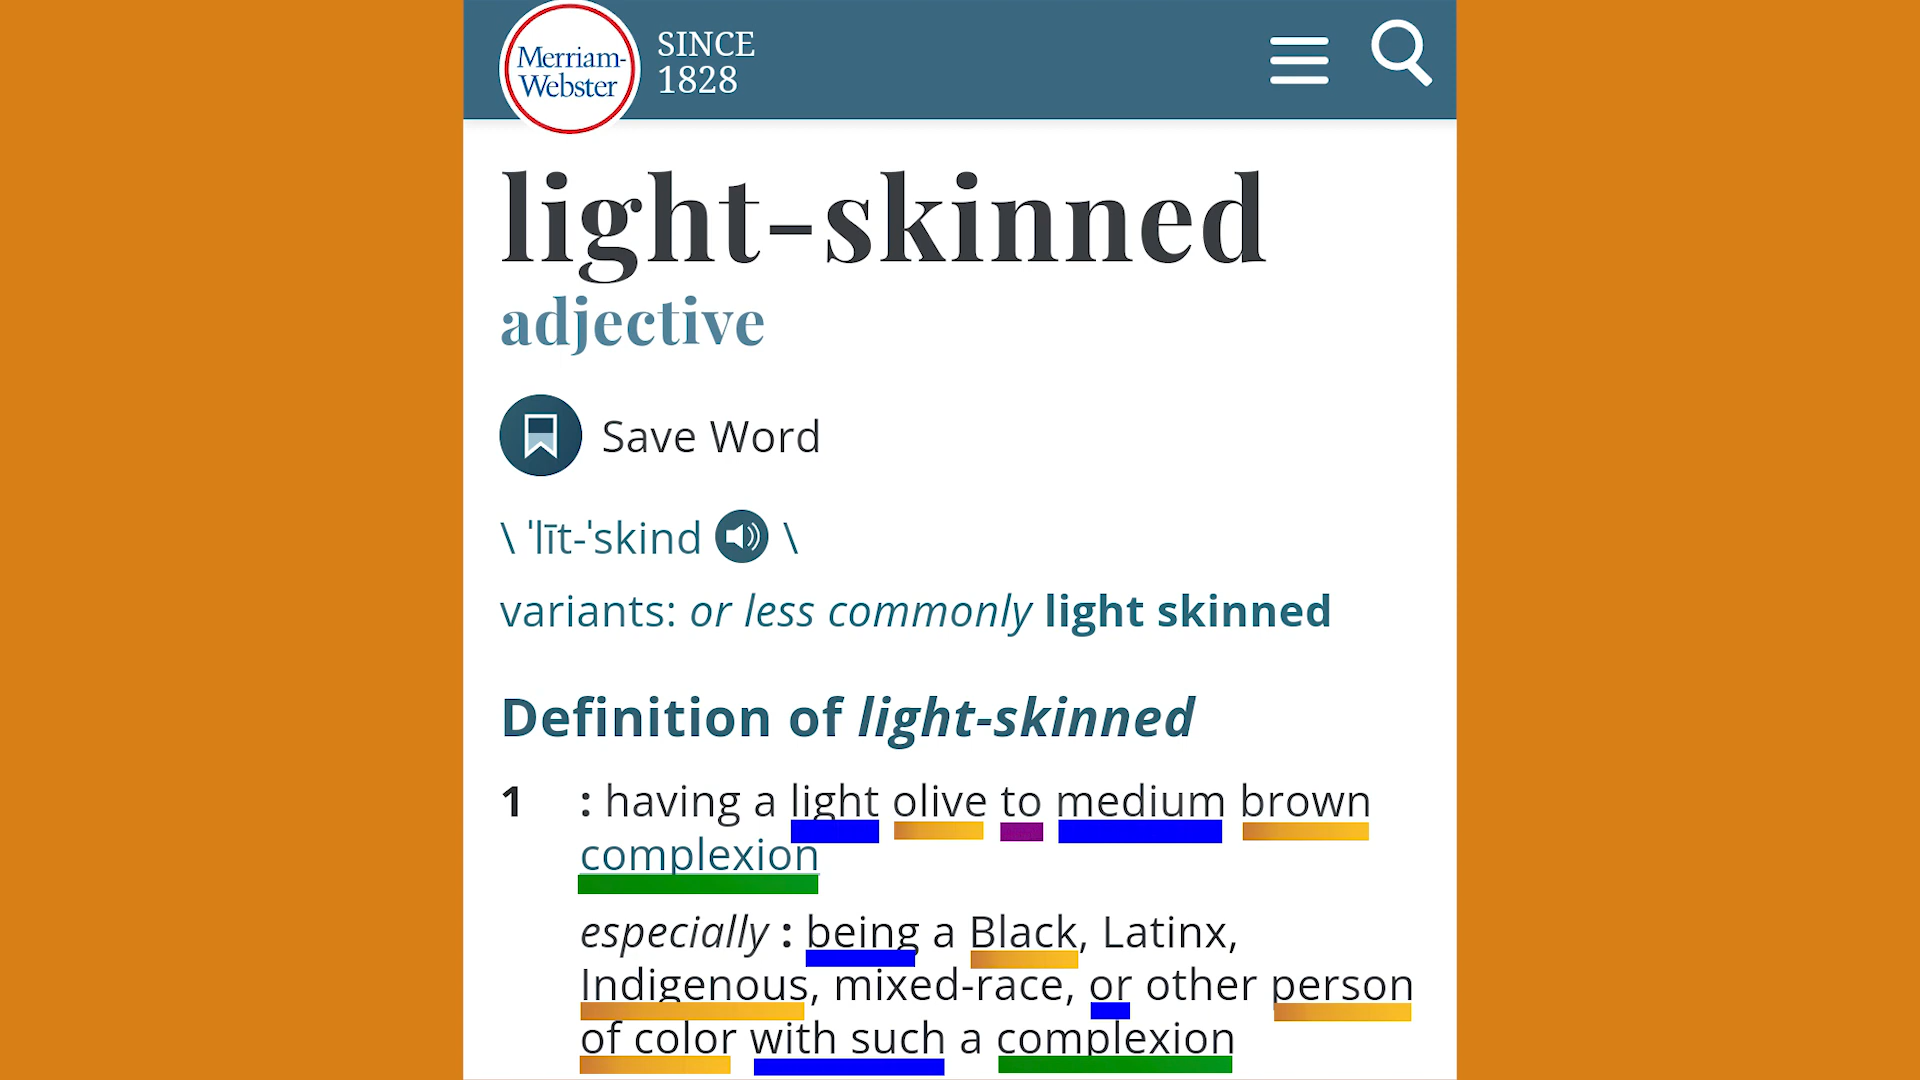 Merriam-
Webster
SINCE
1828
light-skinned
adjective
Save Word
\ ˈlīt-ˈskind \
variants: or less commonly light skinned
Definition of light-skinned
1 : having a light olive to medium brown
complexion
especially : being a Black, Latinx,
Indigenous, mixed-race, or other person
of color with such a complexion